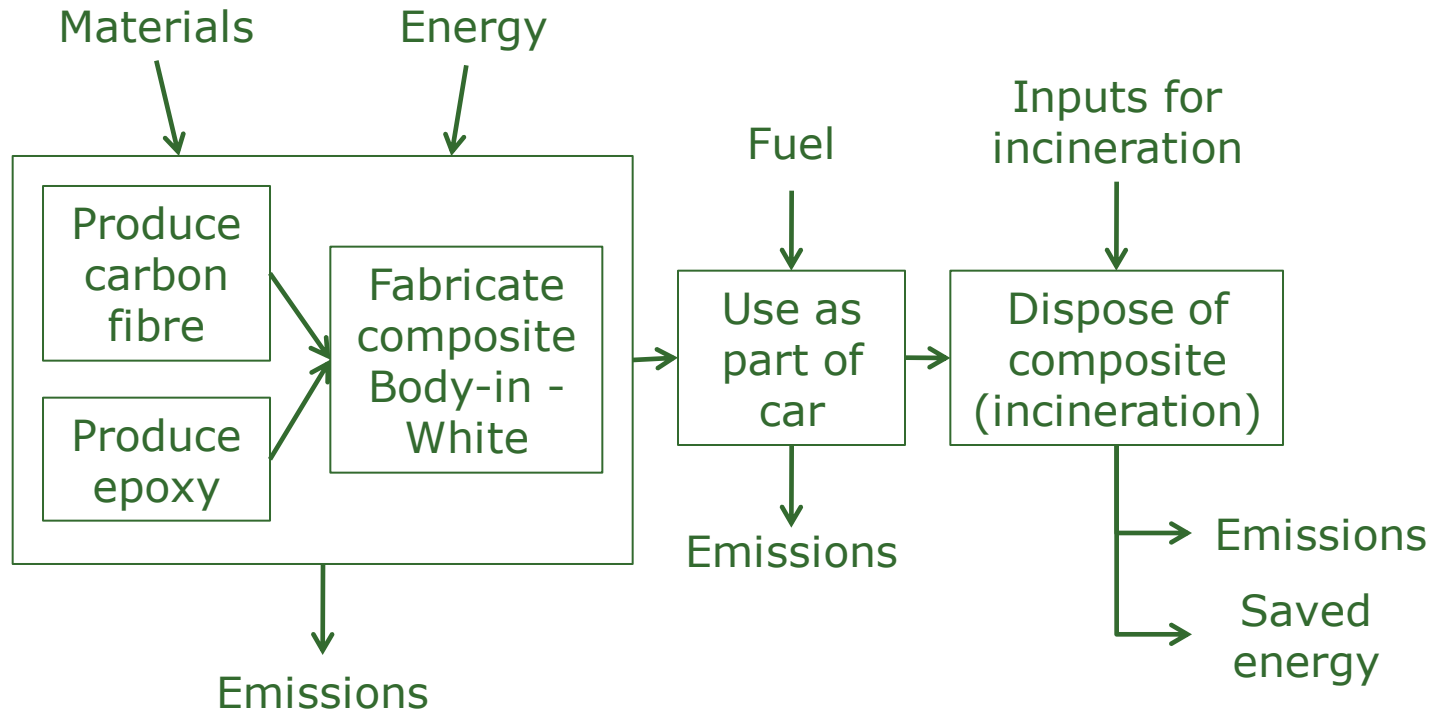 Materials
Energy
Inputs for
incineration
Fuel
Produce
carbon
fibre
Produce
epoxy
Fabricate
composite
Body-in -
White
Use as
part of
car
Dispose of
composite
(incineration)
Emissions
Emissions
Emissions
Saved
energy